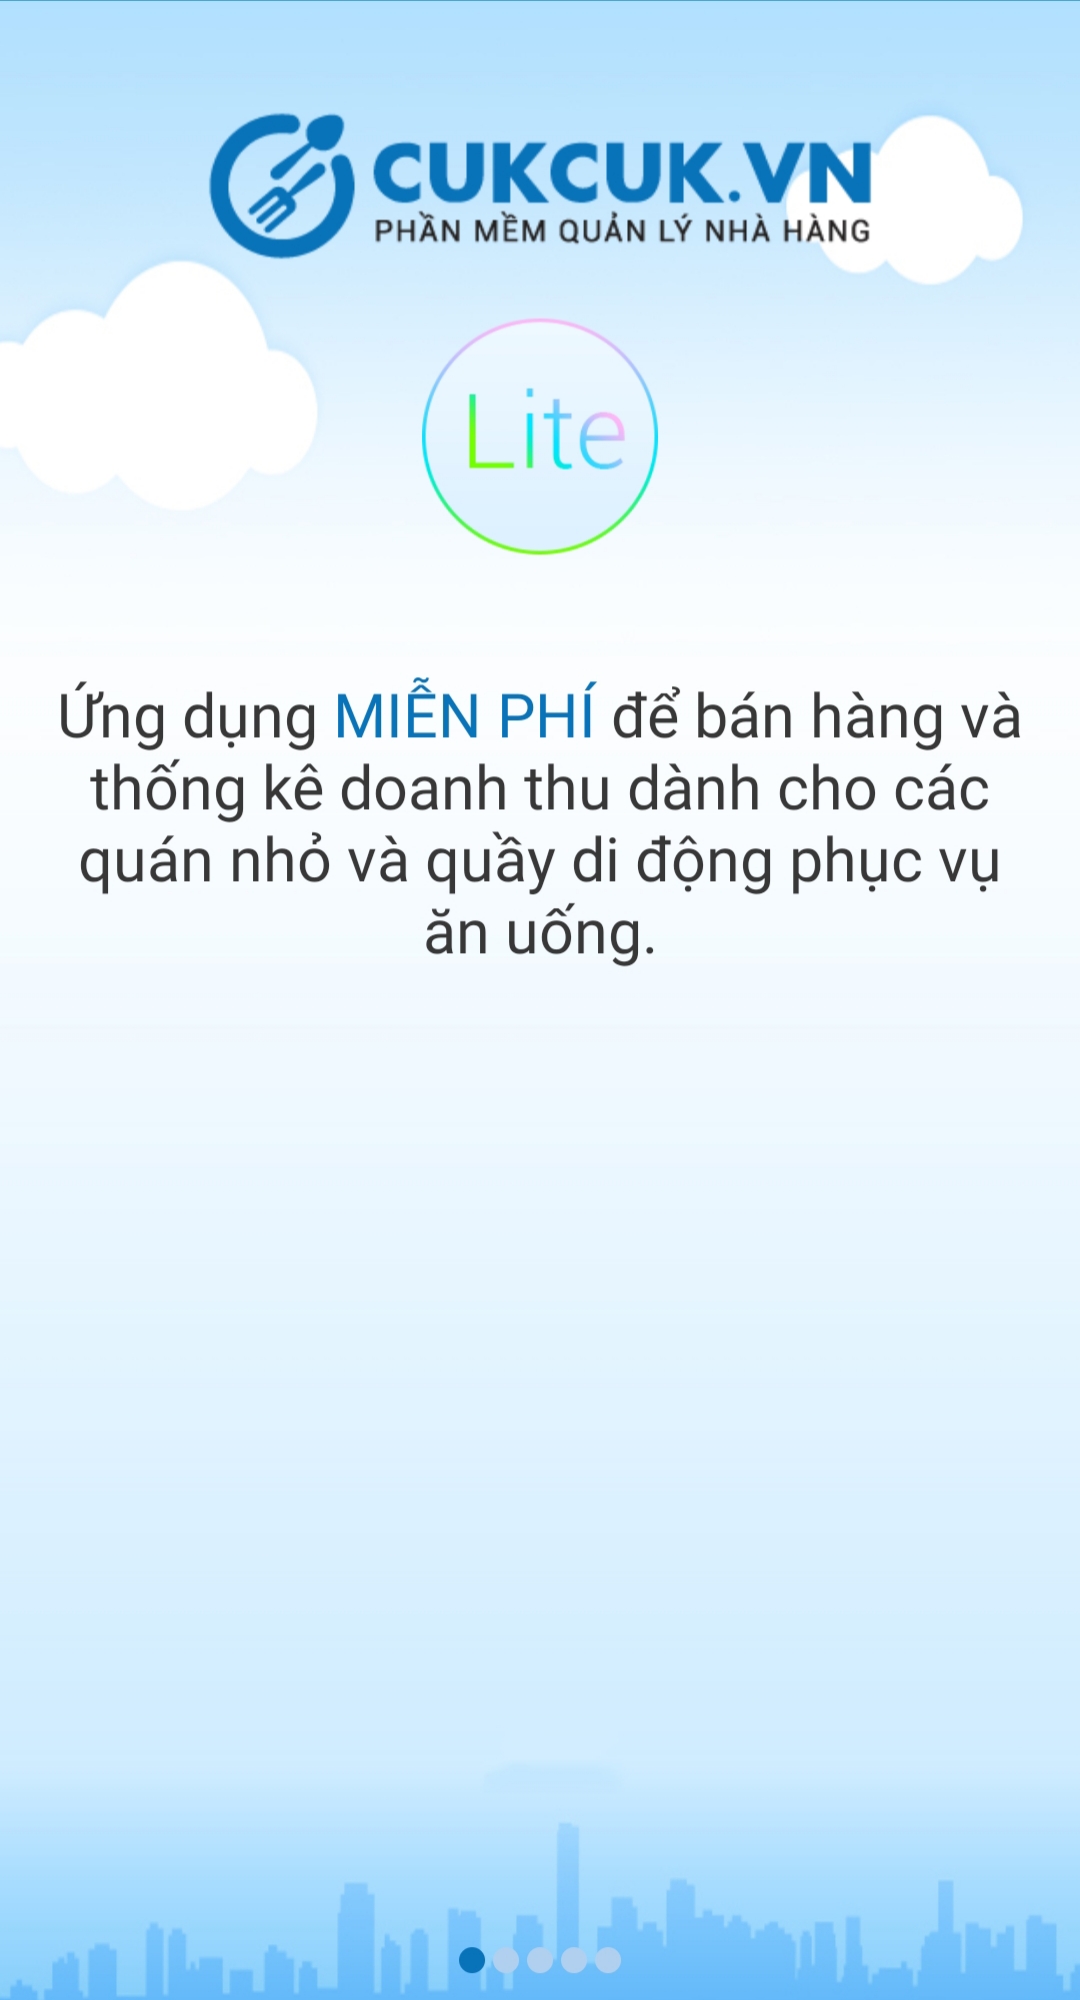 CUKCUK.VN
PHẦN MỀM QUẢN LÝ NHÀ HÀNG
Lite
Ứng dụng MIỄN PHÍ để bán hàng và
thống kê doanh thu dành cho các
quán nhỏ và quầy di động phục vụ
ăn uống.